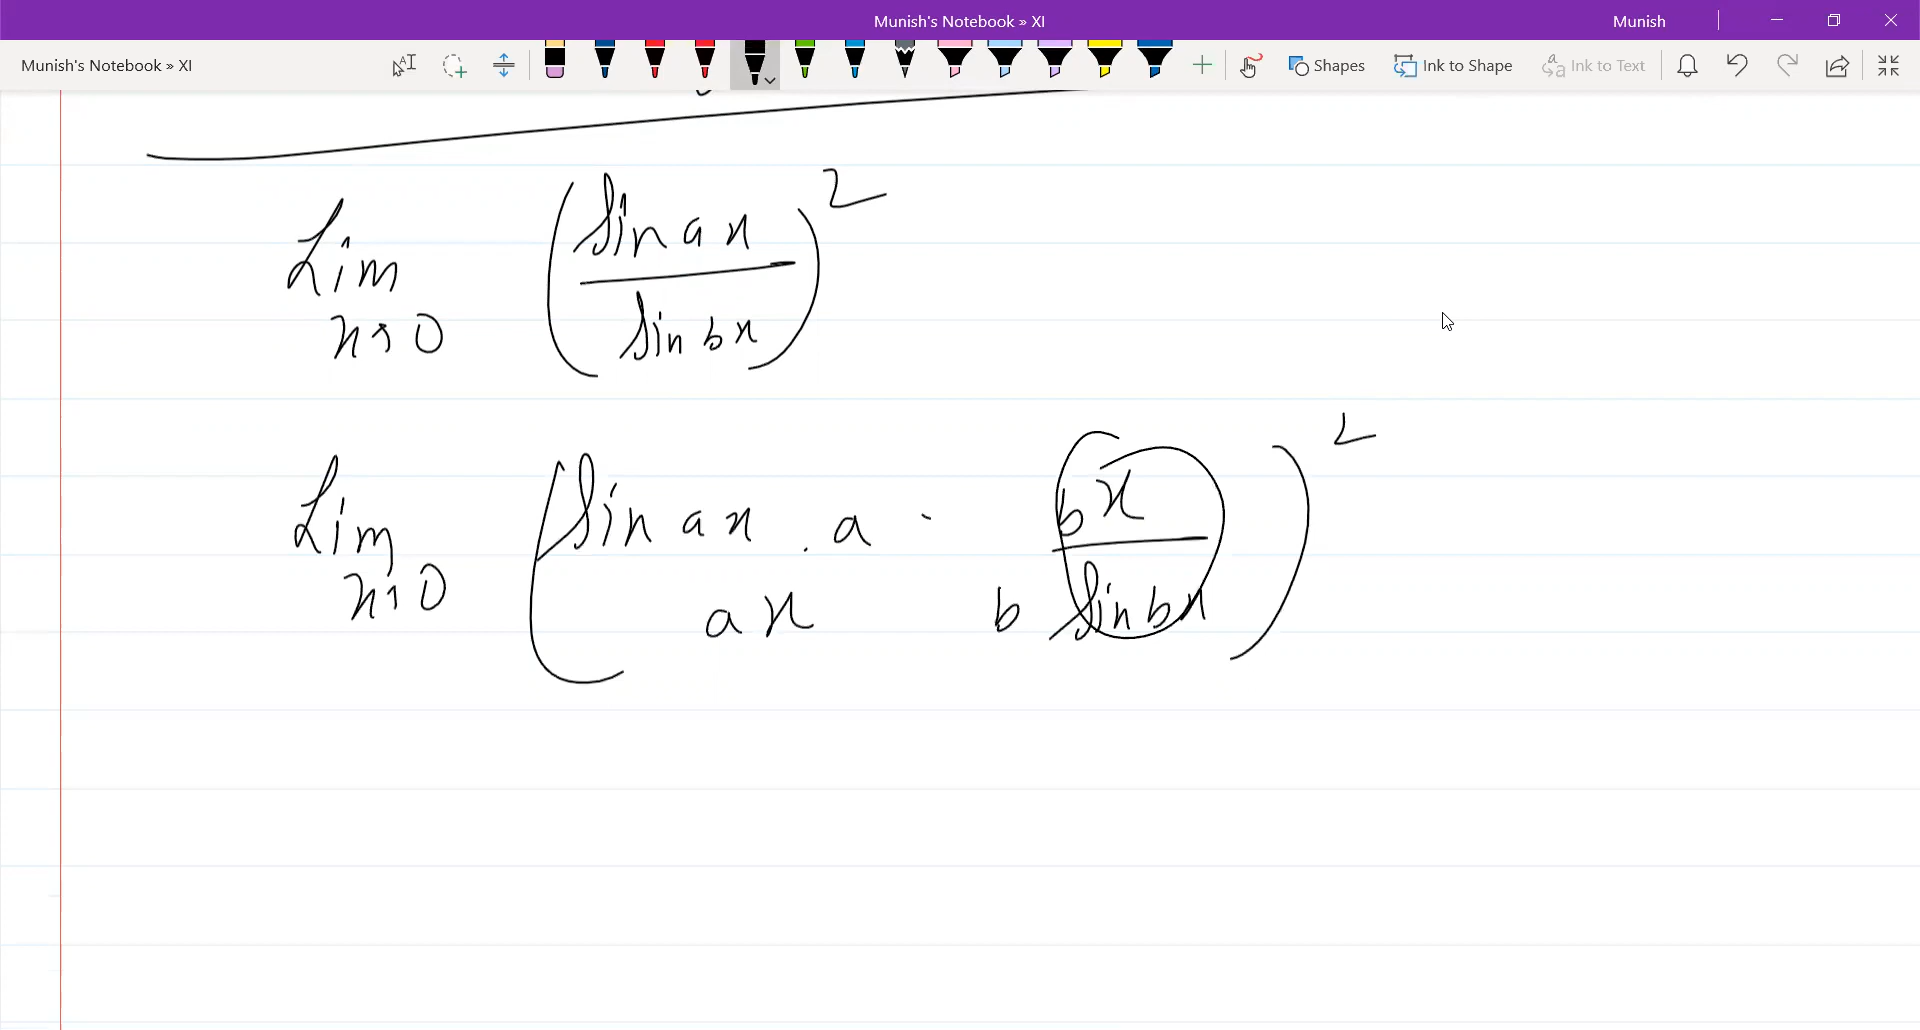 Munish's Notebook » XI
Munish
Munish's Notebook » XI
Shapes
Ink to Shape
Ink to Text
Lim x→0 (sin ax / sin bx)²
Lim x→0 (sin ax / ax . a · bx / b sin bx)²